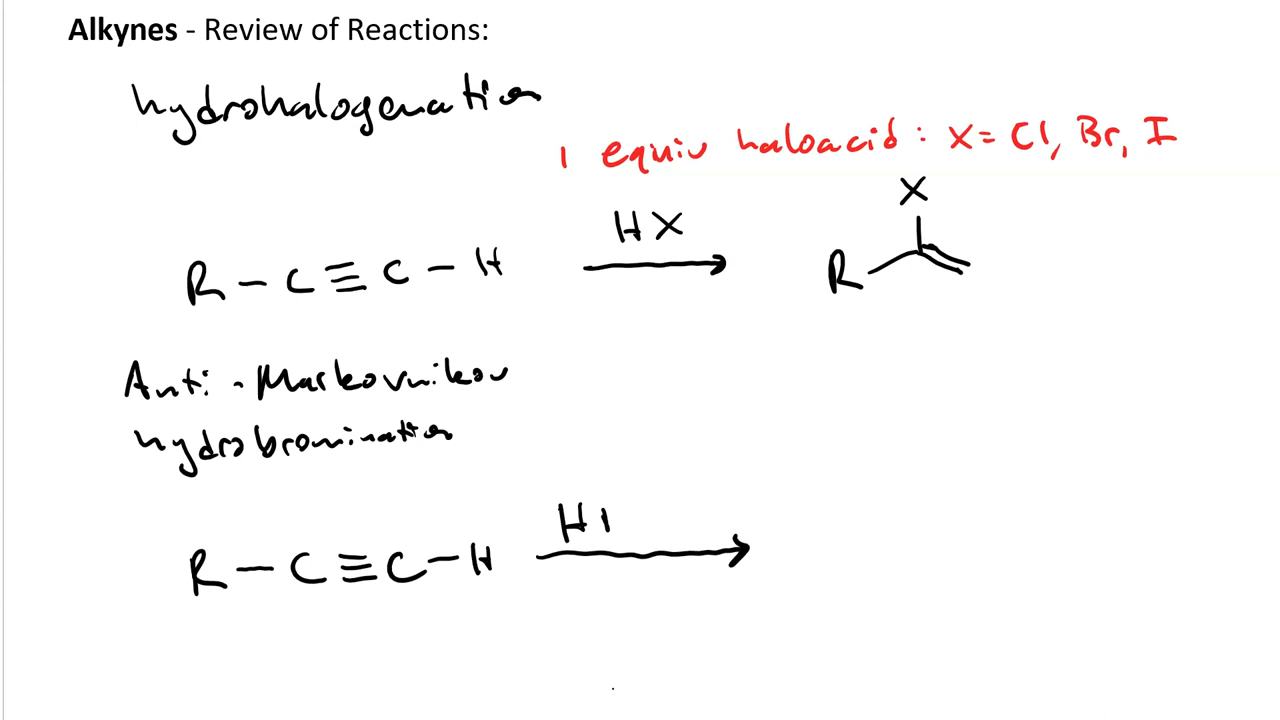 Alkynes - Review of Reactions:
hydrohalogenation
1 equiv haloacid : X = Cl, Br, I
X
HX
R - C ≡ C - H
R
Anti - Markovnikov
hydrobromination
H
R - C ≡ C - H